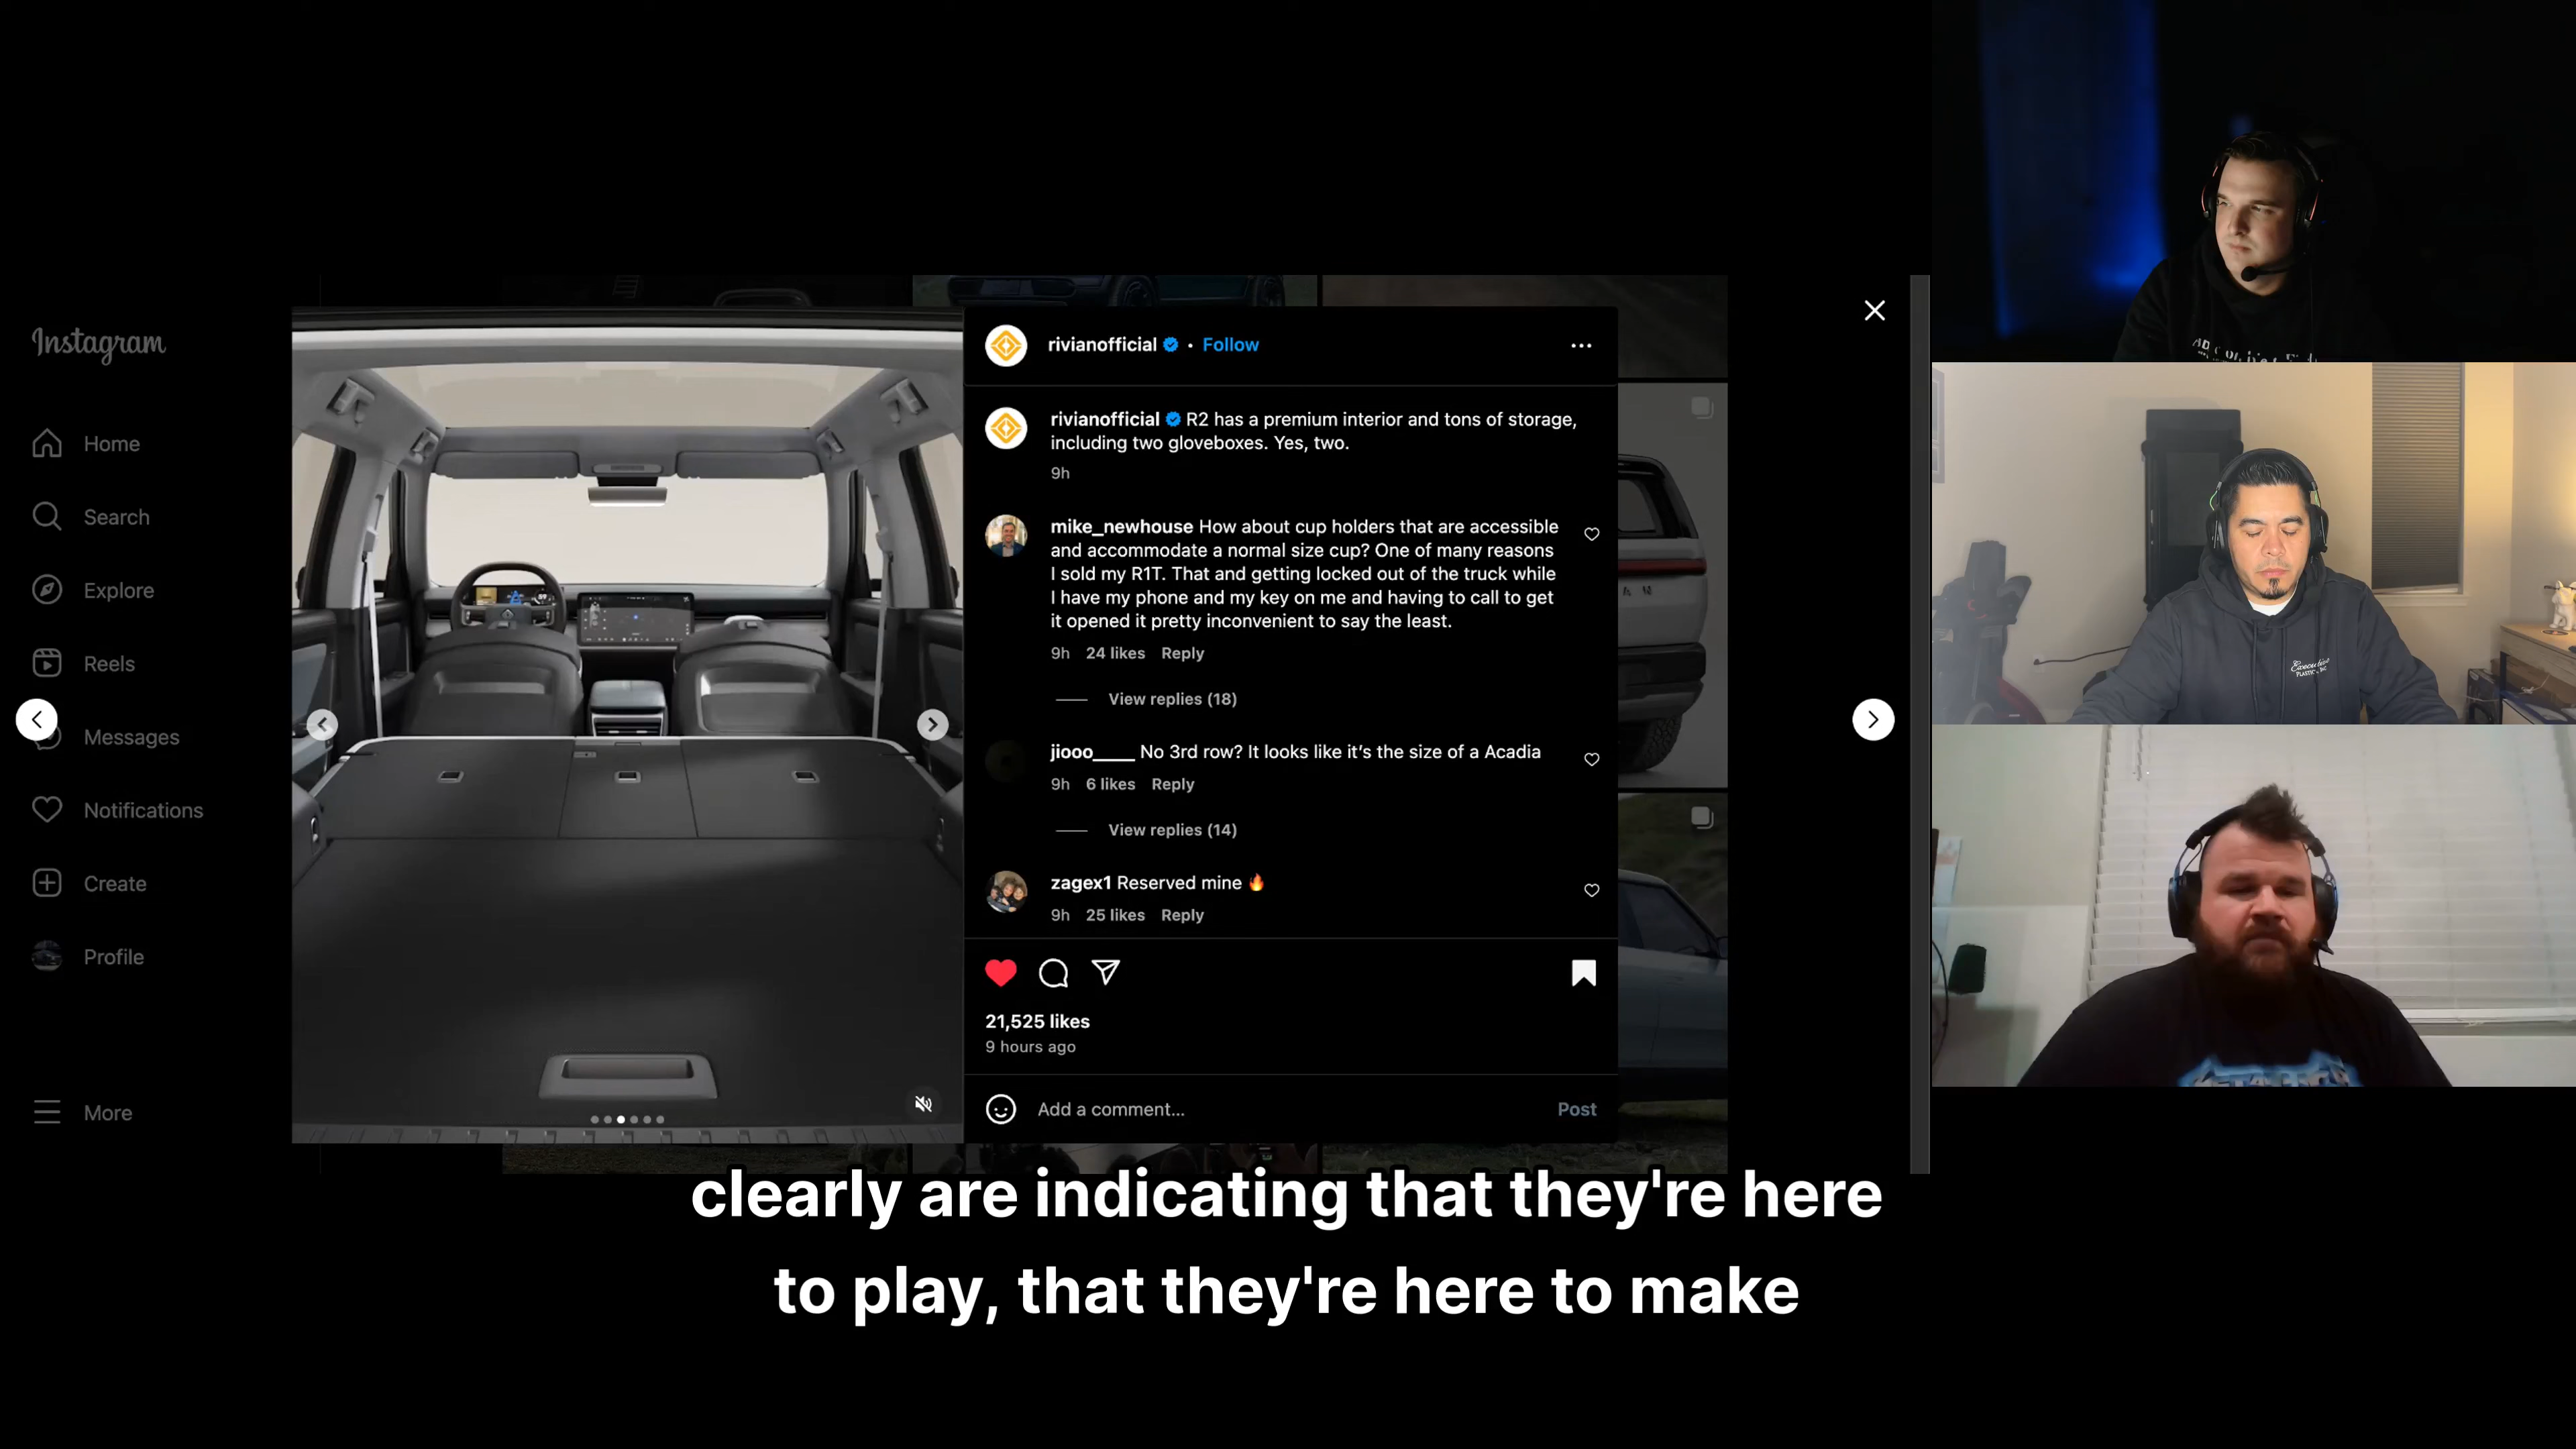 Instagram
Home
Search
Explore
Reels
Messages
Notifications
Create
Profile
More
rivianofficial • Follow
rivianofficial R2 has a premium interior and tons of storage,
including two gloveboxes. Yes, two.
9h
mike_newhouse How about cup holders that are accessible
and accommodate a normal size cup? One of many reasons
I sold my R1T. That and getting locked out of the truck while
I have my phone and my key on me and having to call to get
it opened it pretty inconvenient to say the least.
9h 24 likes Reply
View replies (18)
jiooo____ No 3rd row? It looks like it’s the size of a Acadia
9h 6 likes Reply
View replies (14)
zagex1 Reserved mine 🔥
9h 25 likes Reply
21,525 likes
9 hours ago
Add a comment...
Post
Executive
clearly are indicating that they're here
to play, that they're here to make